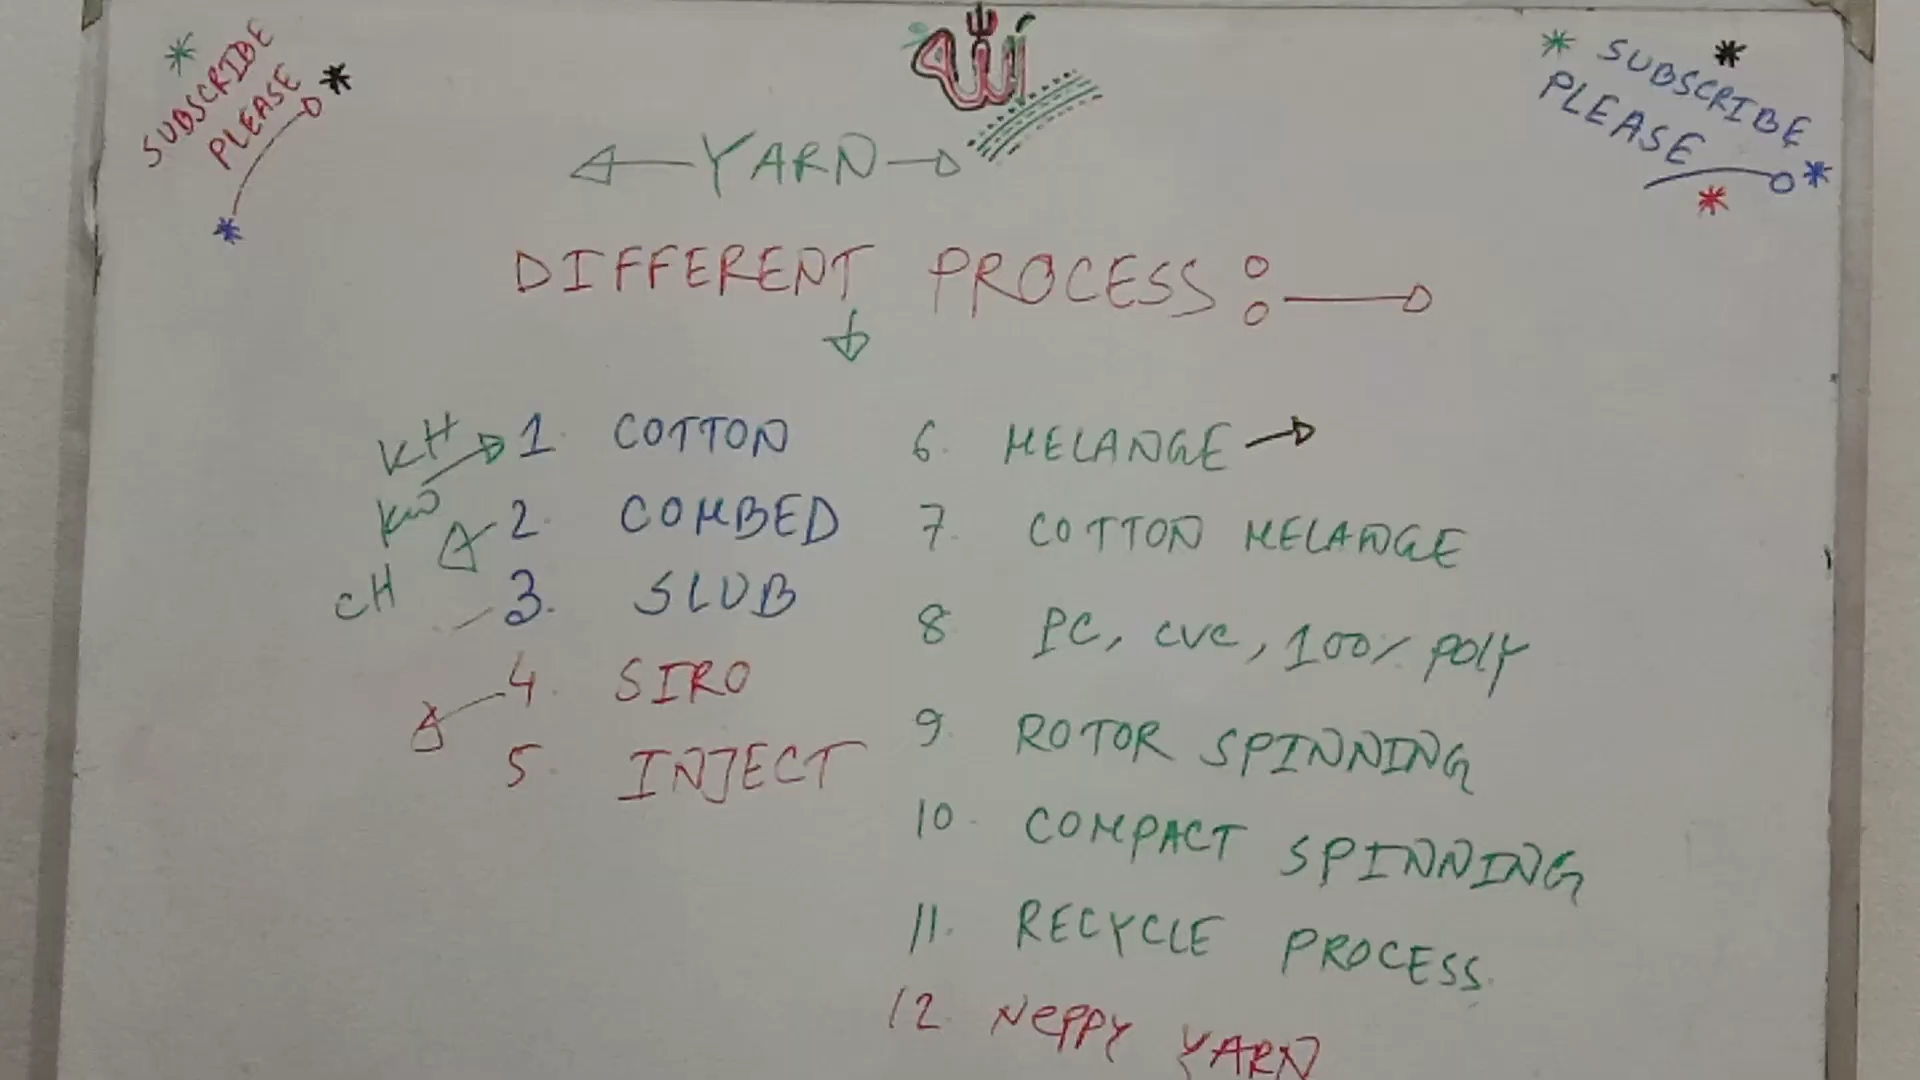 الله
SUBSCRIBE
PLEASE
SUBSCRIBE
PLEASE
YARN
DIFFERENT PROCESS:
KH
KW
CH
1. COTTON
2. COMBED
3. SLUB
4. SIRO
5. INJECT
6. MELANGE
7. COTTON MELANGE
8 PC, CVC, 100% POLY
9. ROTOR SPINNING
10. COMPACT SPINNING
11. RECYCLE PROCESS.
12. NEPPY YARN